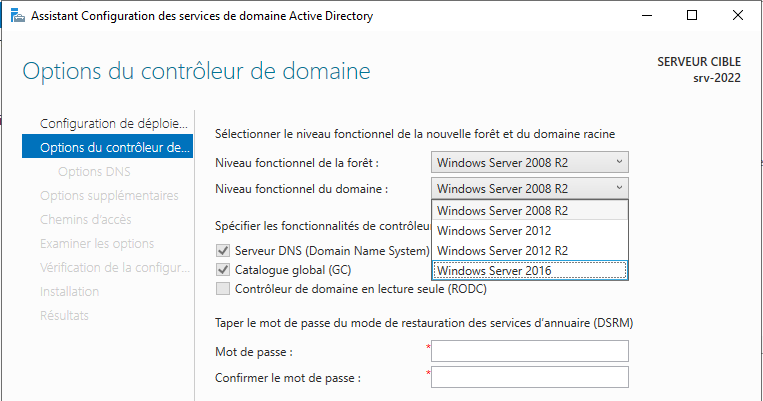 Assistant Configuration des services de domaine Active Directory
Options du contrôleur de domaine
SERVEUR CIBLE
srv-2022
Configuration de déploie...
Options du contrôleur de...
Options DNS
Options supplémentaires
Chemins d'accès
Examiner les options
Vérification de la configur...
Installation
Résultats
Sélectionner le niveau fonctionnel de la nouvelle forêt et du domaine racine
Niveau fonctionnel de la forêt : Windows Server 2008 R2
Niveau fonctionnel du domaine : Windows Server 2008 R2
Windows Server 2008 R2
Windows Server 2012
Windows Server 2012 R2
Windows Server 2016
Spécifier les fonctionnalités de contrôleur
Serveur DNS (Domain Name System)
Catalogue global (GC)
Contrôleur de domaine en lecture seule (RODC)
Taper le mot de passe du mode de restauration des services d'annuaire (DSRM)
Mot de passe : *
Confirmer le mot de passe : *